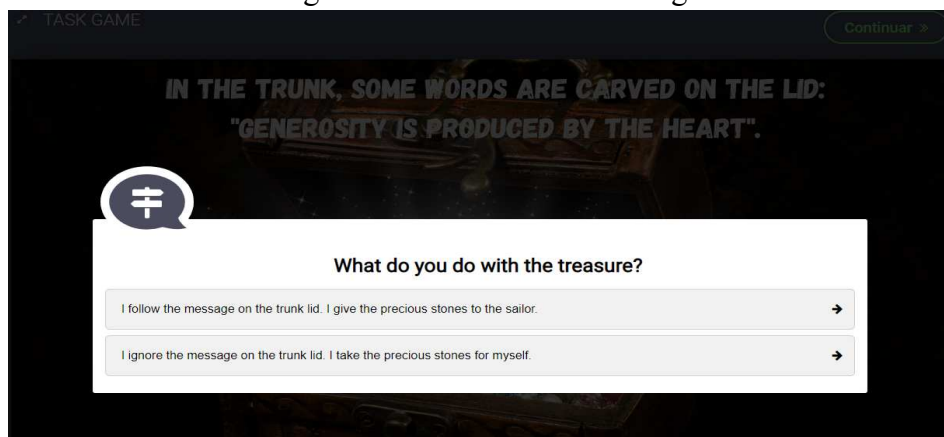 TASK GAME
Continuar »
IN THE TRUNK, SOME WORDS ARE CARVED ON THE LID:
"GENEROSITY IS PRODUCED BY THE HEART".
What do you do with the treasure?
I follow the message on the trunk lid. I give the precious stones to the sailor.
I ignore the message on the trunk lid. I take the precious stones for myself.